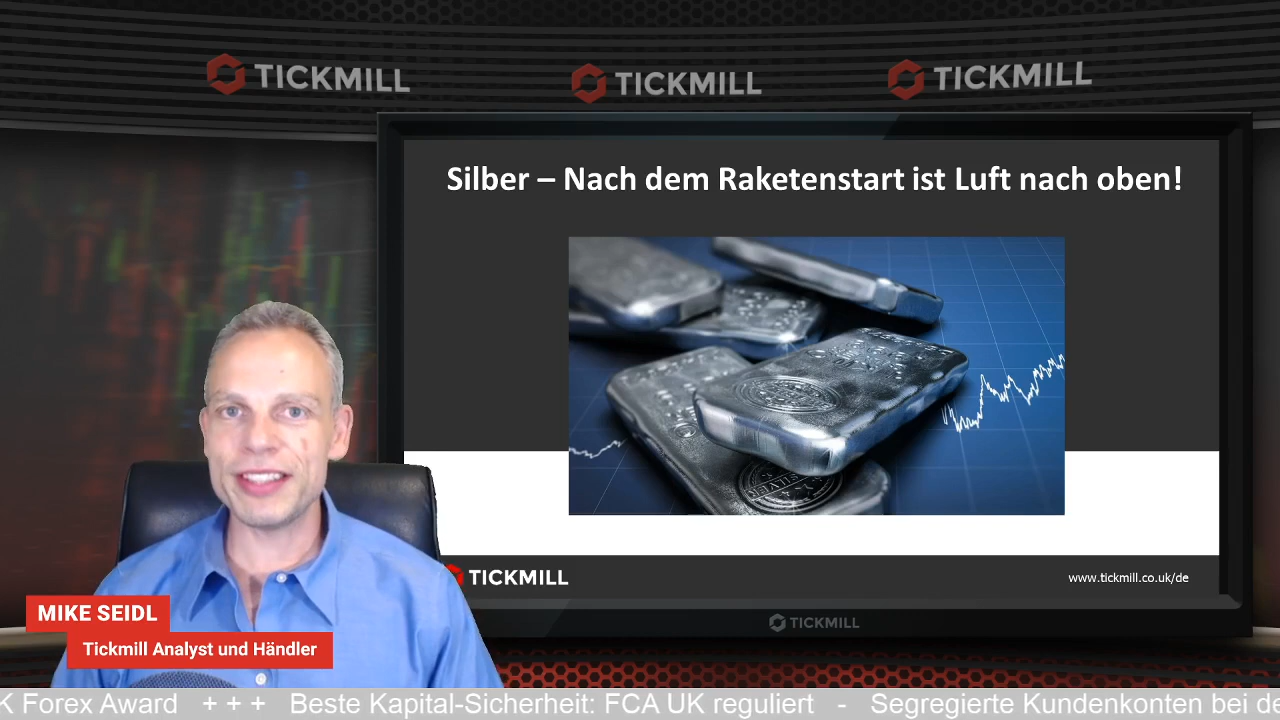 TICKMILL
TICKMILL
TICKMILL
Silber – Nach dem Raketenstart ist Luft nach oben!
SILVER
TICKMILL
www.tickmill.co.uk/de
TICKMILL
MIKE SEIDL
Tickmill Analyst und Händler
K Forex Award + + + Beste Kapital-Sicherheit: FCA UK reguliert - Segregierte Kundenkonten bei de